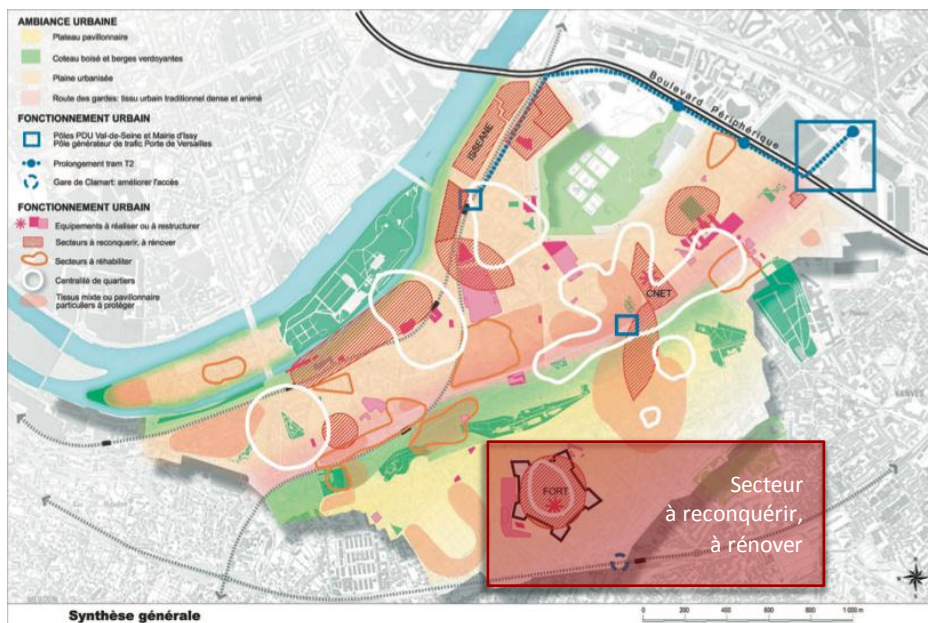 AMBIANCE URBAINE
Plateau pavillonnaire
Coteau boisé et berges verdoyantes
Plaine urbanisée
Route des gardes: tissu urbain traditionnel dense et animé
FONCTIONNEMENT URBAIN
Pôles PDU Val-de-Seine et Mairie d'Issy
Pôle générateur de trafic Porte de Versailles
Prolongement tram T2
Gare de Clamart: améliorer l'accès
FONCTIONNEMENT URBAIN
Equipements à réaliser ou à restructurer
Secteurs à reconquérir, à rénover
Secteurs à réhabiliter
Centralité de quartiers
Tissus mixte ou pavillonnaire
particuliers à protéger
Boulevard Périphérique
ISSEANE
CNET
VANVES
FORT
Secteur
à reconquérir,
à rénover
MEUDON
Synthèse générale
0 200 400 600 800 1 000 m